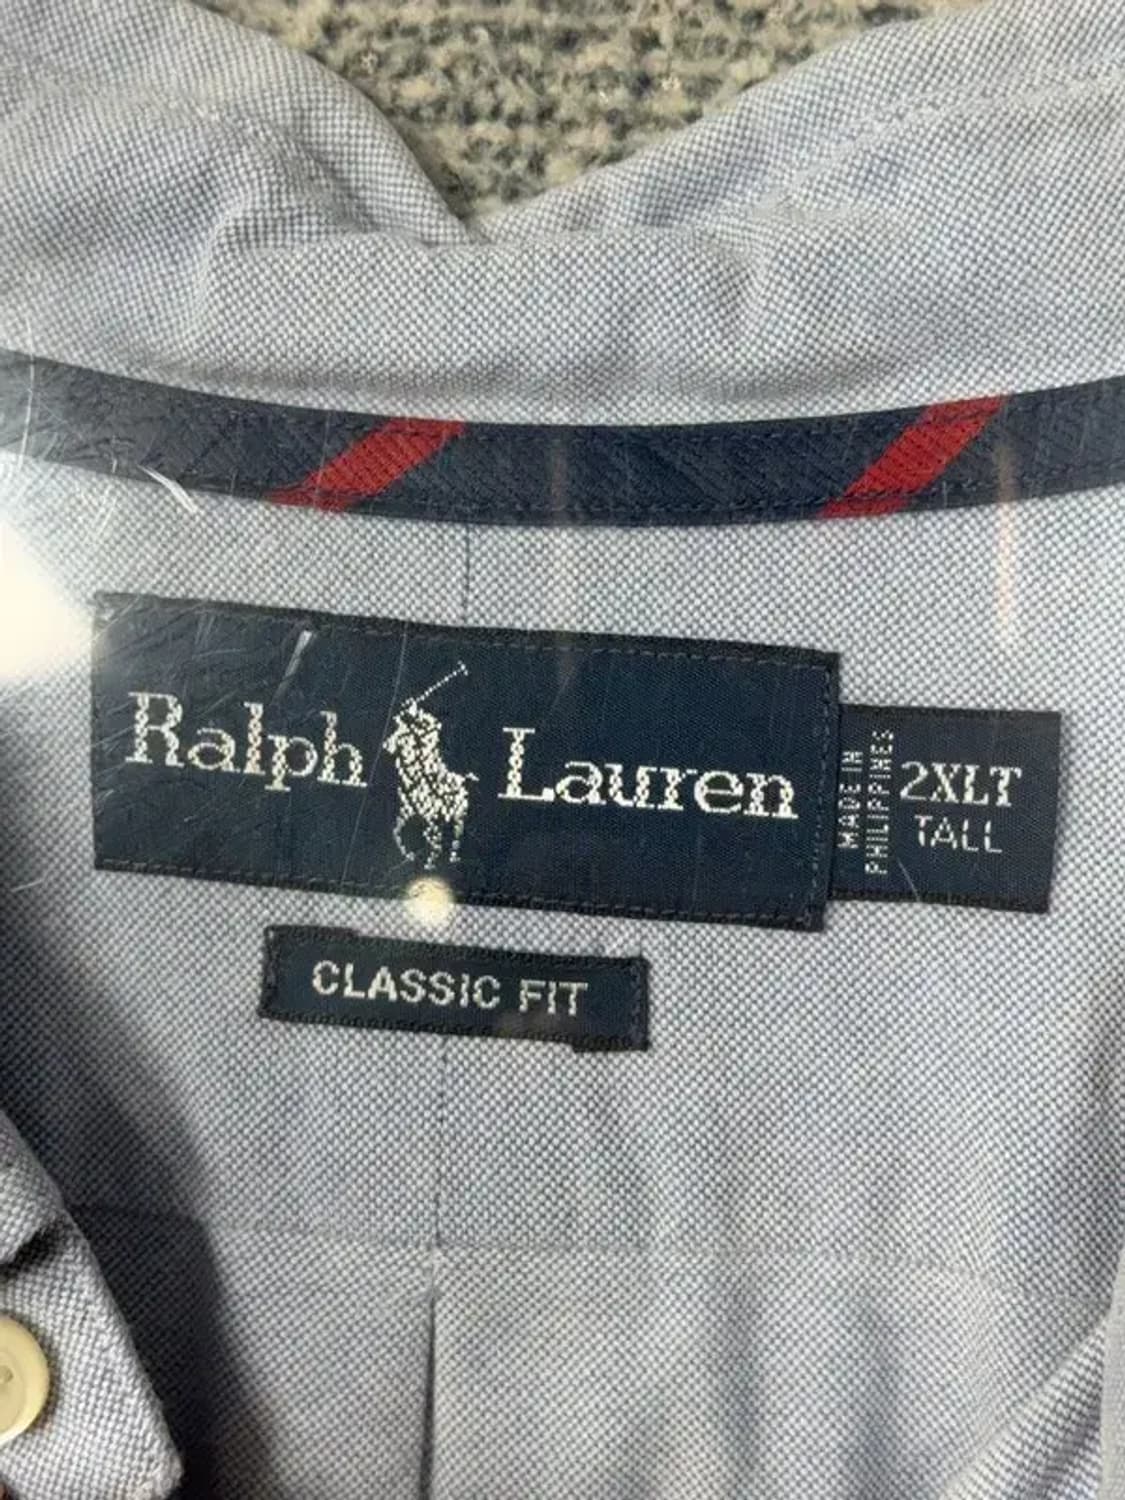 Ralph Lauren
MADE IN
PHILIPPINES
2XLT
TALL
CLASSIC FIT